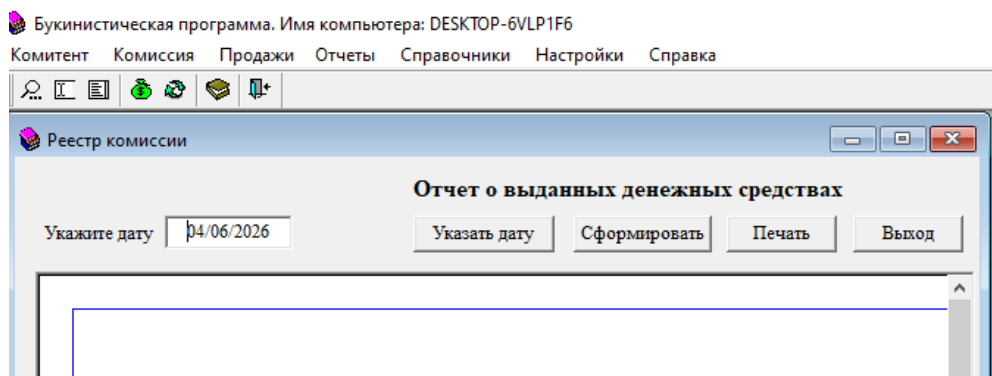 Букинистическая программа. Имя компьютера: DESKTOP-6VLP1F6
Комитент Комиссия Продажи Отчеты Справочники Настройки Справка
Реестр комиссии
Отчет о выданных денежных средствах
Укажите дату 04/06/2026 Указать дату Сформировать Печать Выход